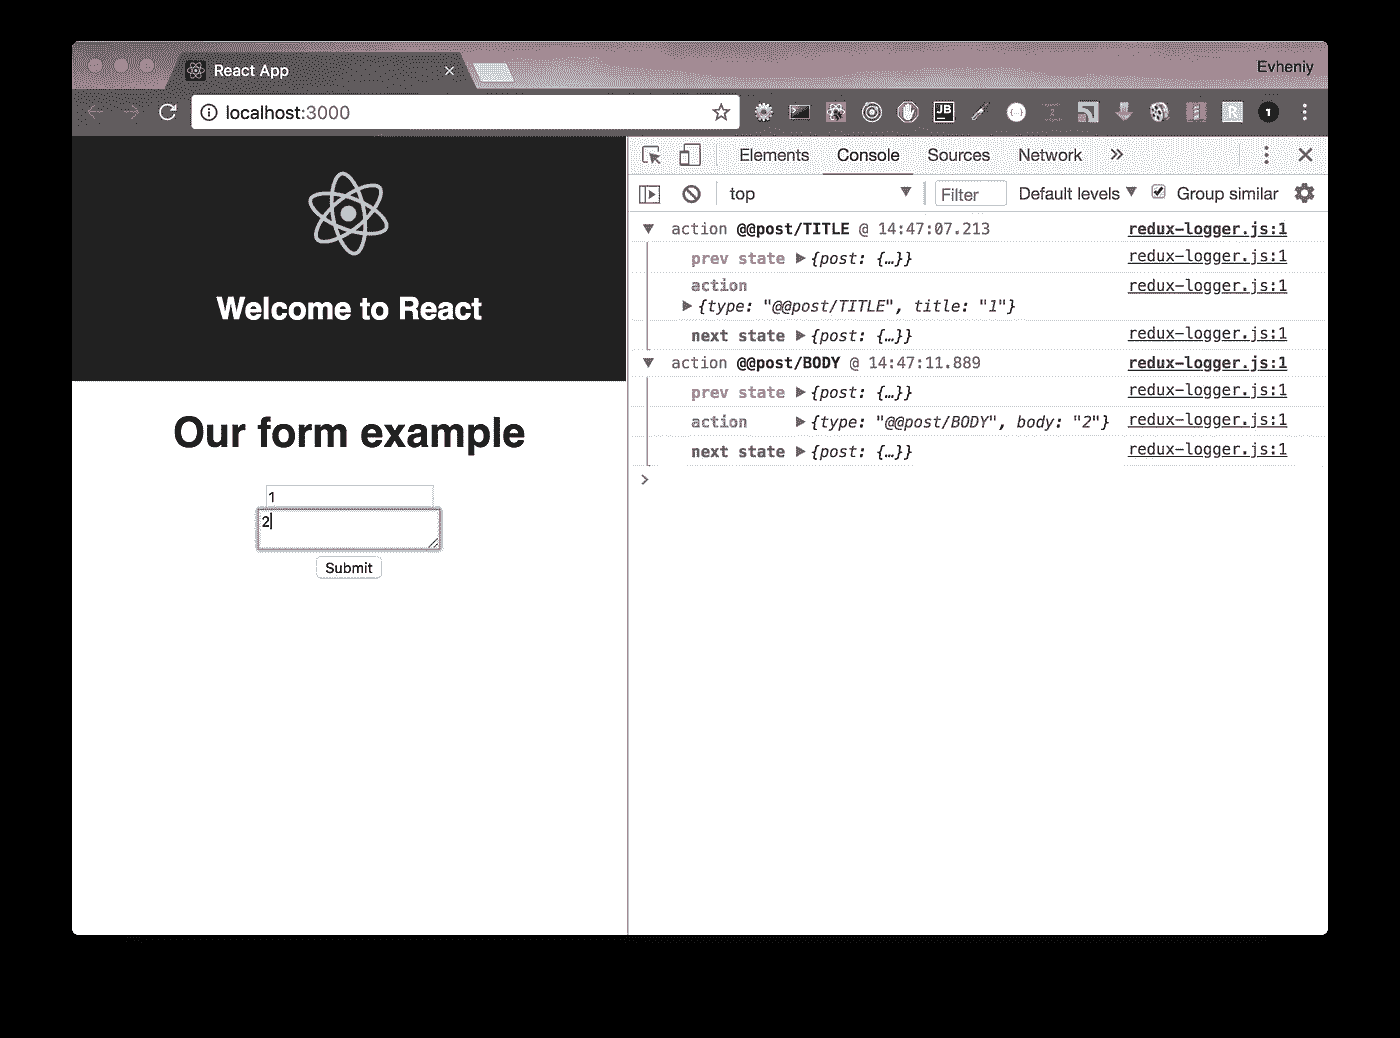 React App
Evheniy
localhost:3000
JB
R
1
Welcome to React
Our form example
1
2
Submit
Elements Console Sources Network »
top Filter Default levels Group similar
action @@post/TITLE @ 14:47:07.213 redux-logger.js:1
prev state {post: {…}} redux-logger.js:1
action redux-logger.js:1
{type: "@@post/TITLE", title: "1"}
next state {post: {…}} redux-logger.js:1
action @@post/BODY @ 14:47:11.889 redux-logger.js:1
prev state {post: {…}} redux-logger.js:1
action {type: "@@post/BODY", body: "2"} redux-logger.js:1
next state {post: {…}} redux-logger.js:1
>